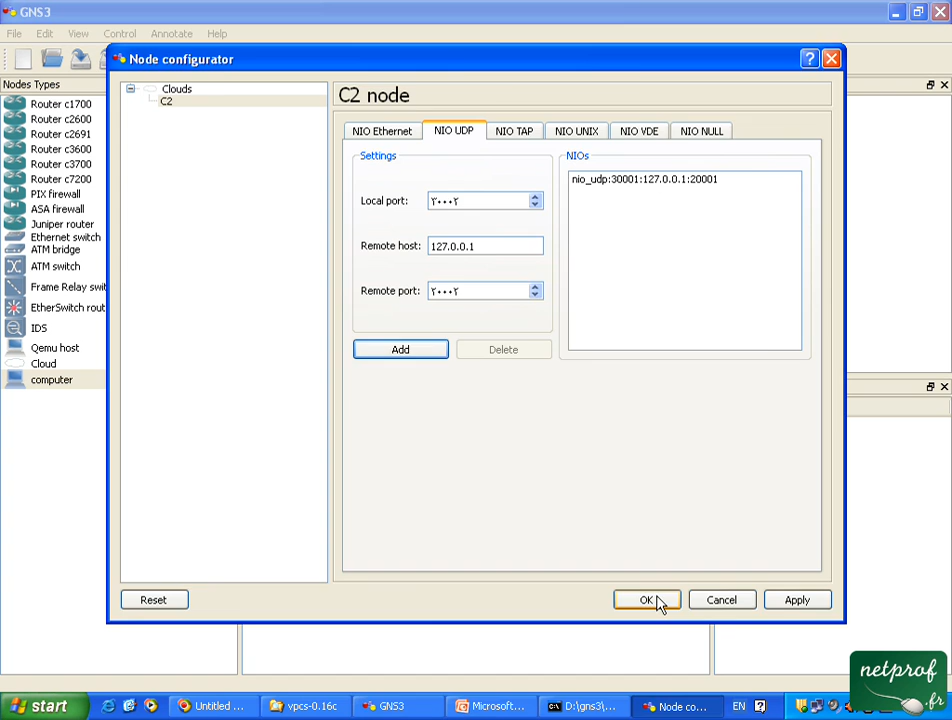 GNS3
File Edit View Control Annotate Help
Node configurator
Nodes Types
Router c1700
Router c2600
Router c2691
Router c3600
Router c3700
Router c7200
PIX firewall
ASA firewall
Juniper router
Ethernet switch
ATM bridge
ATM switch
Frame Relay swit
EtherSwitch rout
IDS
Qemu host
Cloud
computer
Clouds
C2
C2 node
NIO Ethernet NIO UDP NIO TAP NIO UNIX NIO VDE NIO NULL
Settings
Local port: ٣٠٠٠٢
Remote host: 127.0.0.1
Remote port: ٢٠٠٠٢
Add Delete
NIOs
nio_udp:30001:127.0.0.1:20001
Reset OK Cancel Apply
start Untitled ... vpcs-0.16c GNS3 Microsoft... D:\gns3\... Node co... EN
netprof
.fr